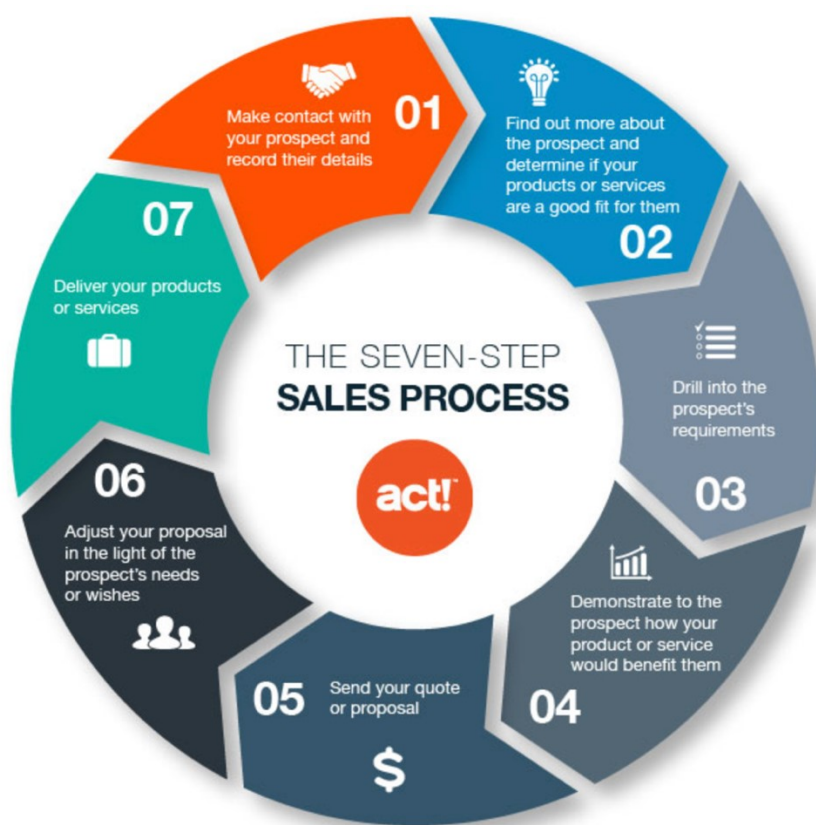 THE SEVEN-STEP
SALES PROCESS
act!™
01
Make contact with
your prospect and
record their details
02
Find out more about
the prospect and
determine if your
products or services
are a good fit for them
03
Drill into the
prospect's
requirements
04
Demonstrate to the
prospect how your
product or service
would benefit them
05
Send your quote
or proposal
$
06
Adjust your proposal
in the light of the
prospect's needs
or wishes
07
Deliver your products
or services